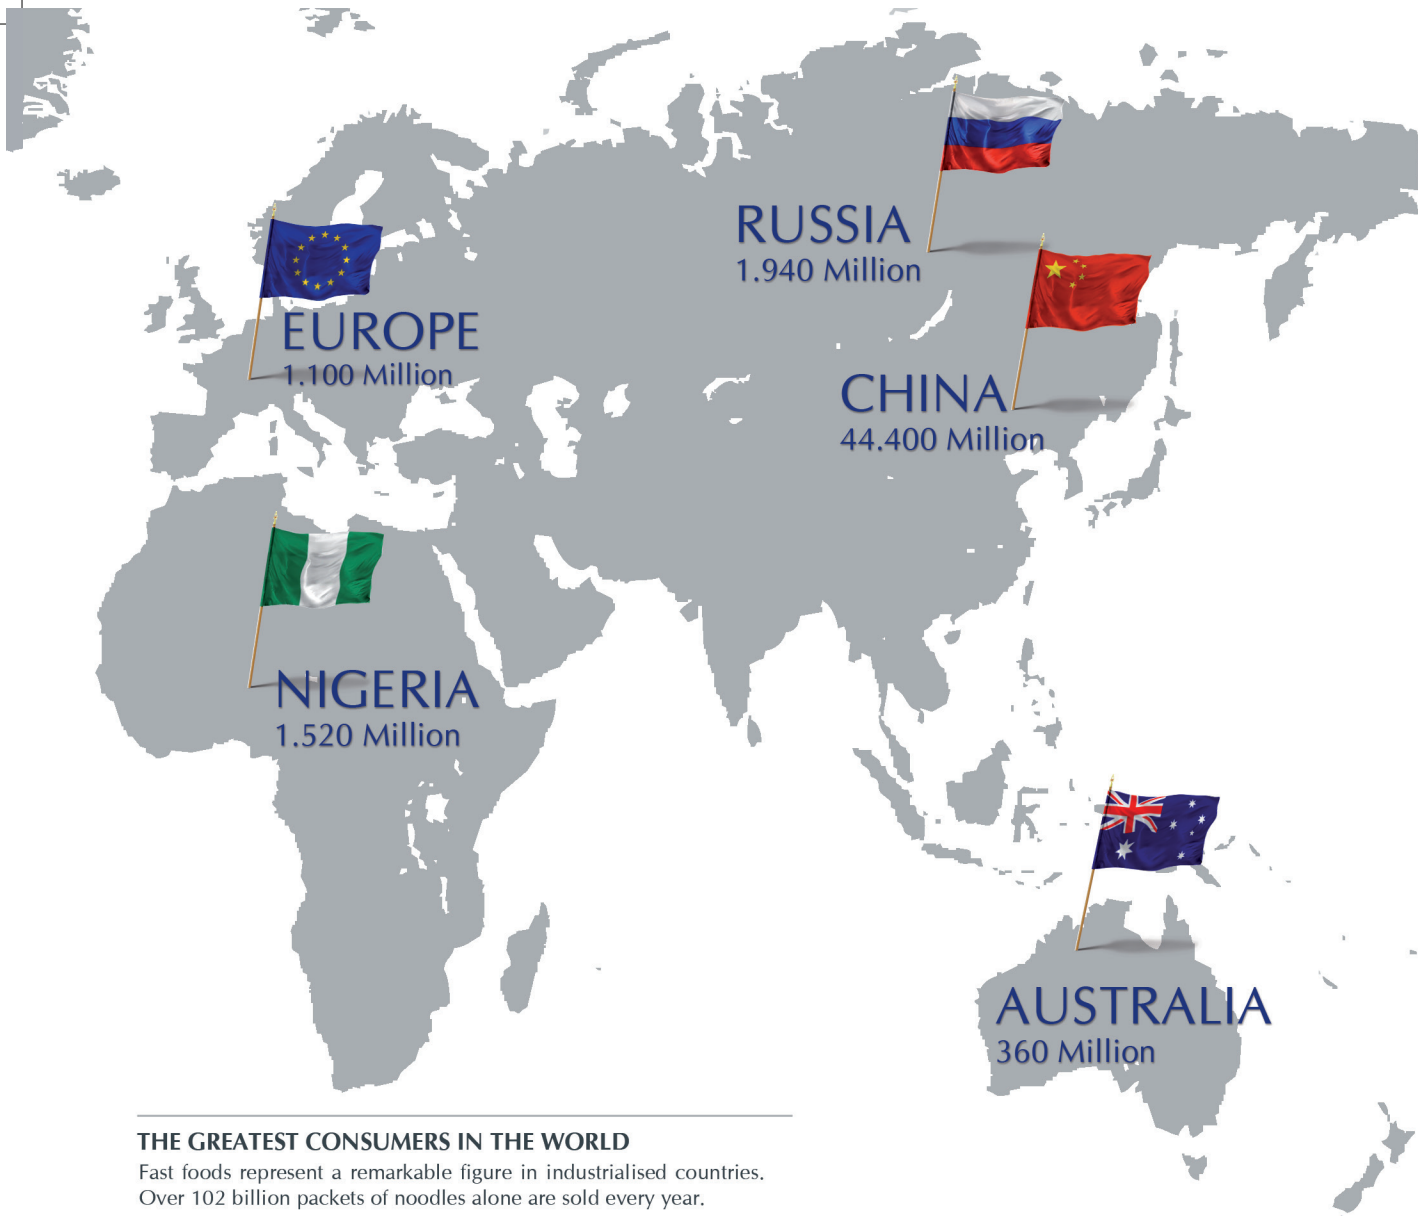 RUSSIA
1.940 Million
EUROPE
1.100 Million
CHINA
44.400 Million
NIGERIA
1.520 Million
AUSTRALIA
360 Million
THE GREATEST CONSUMERS IN THE WORLD
Fast foods represent a remarkable figure in industrialised countries.
Over 102 billion packets of noodles alone are sold every year.